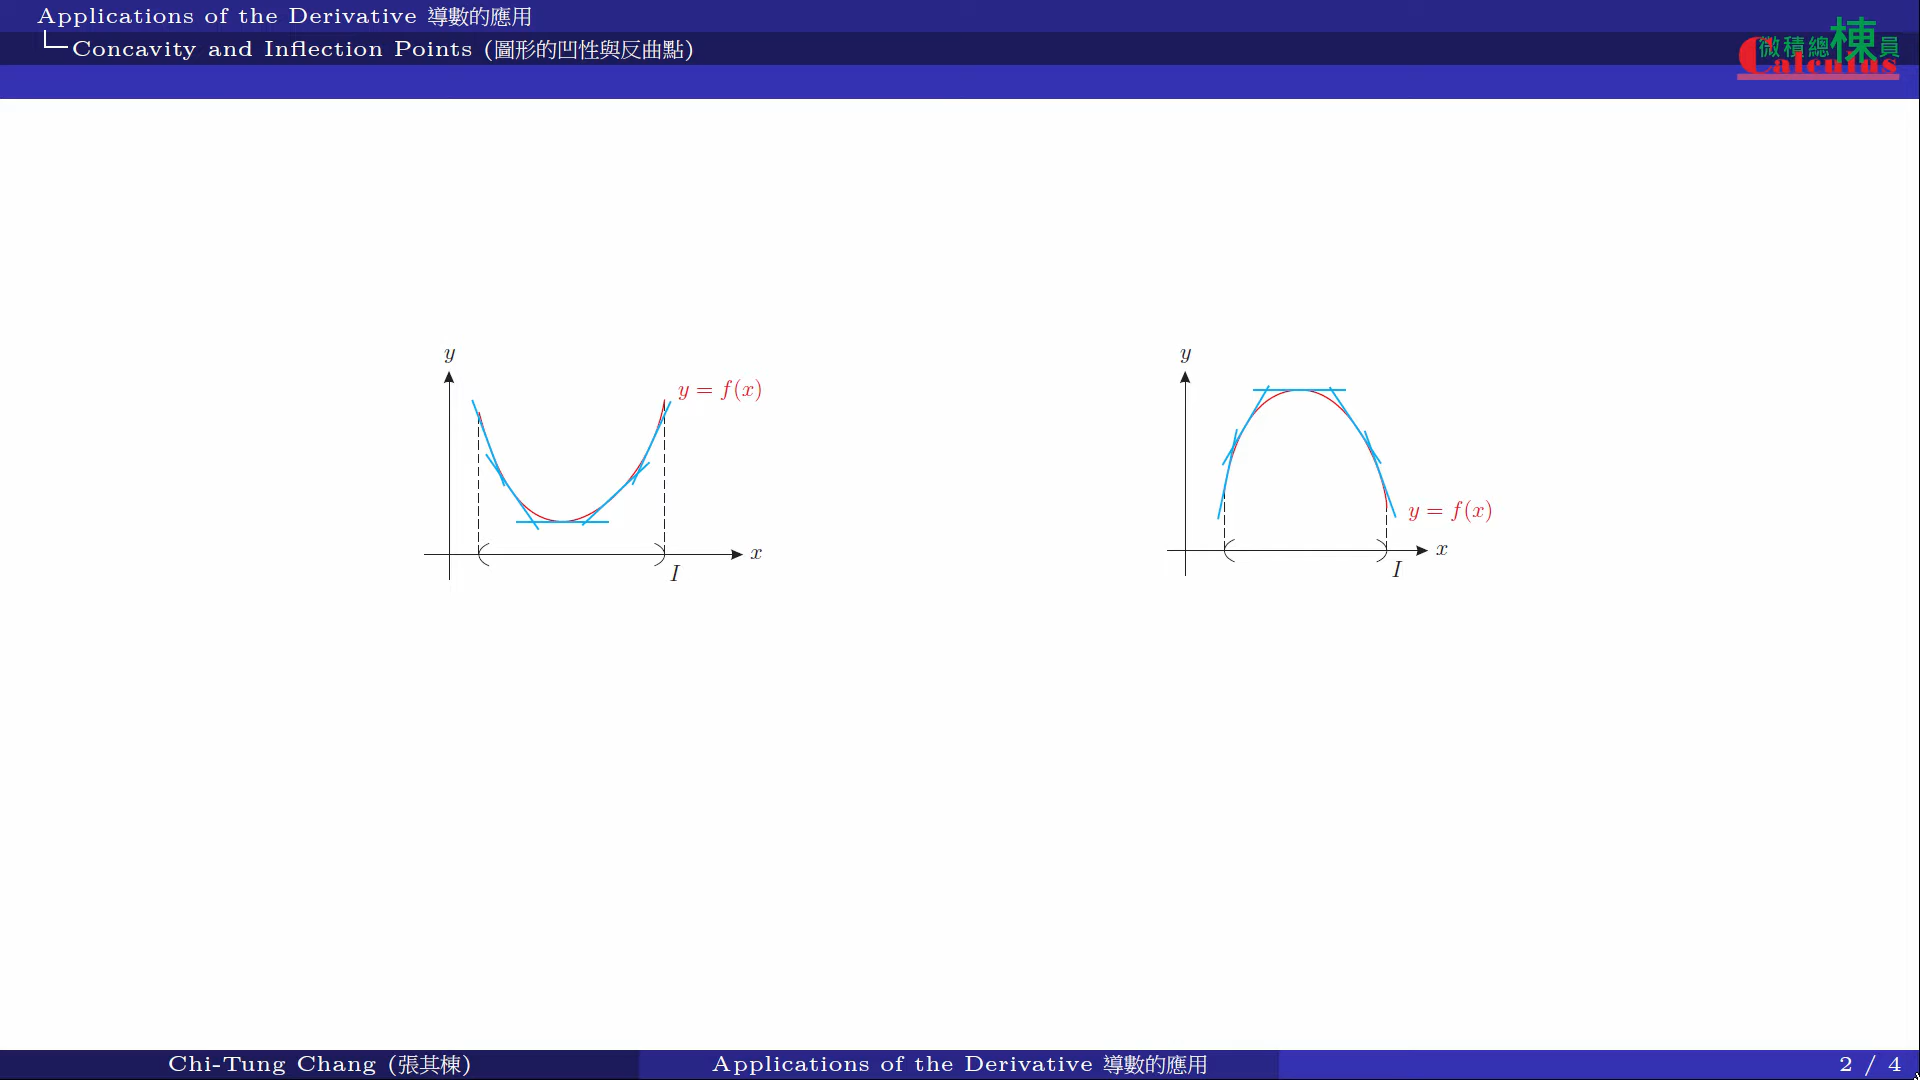 Applications of the Derivative 導數的應用
Concavity and Inflection Points (圖形的凹性與反曲點)
微積總棟員
Calculus
y
y = f(x)
x
I
y
y = f(x)
x
I
Chi-Tung Chang (張其棟)
Applications of the Derivative 導數的應用
2 / 4